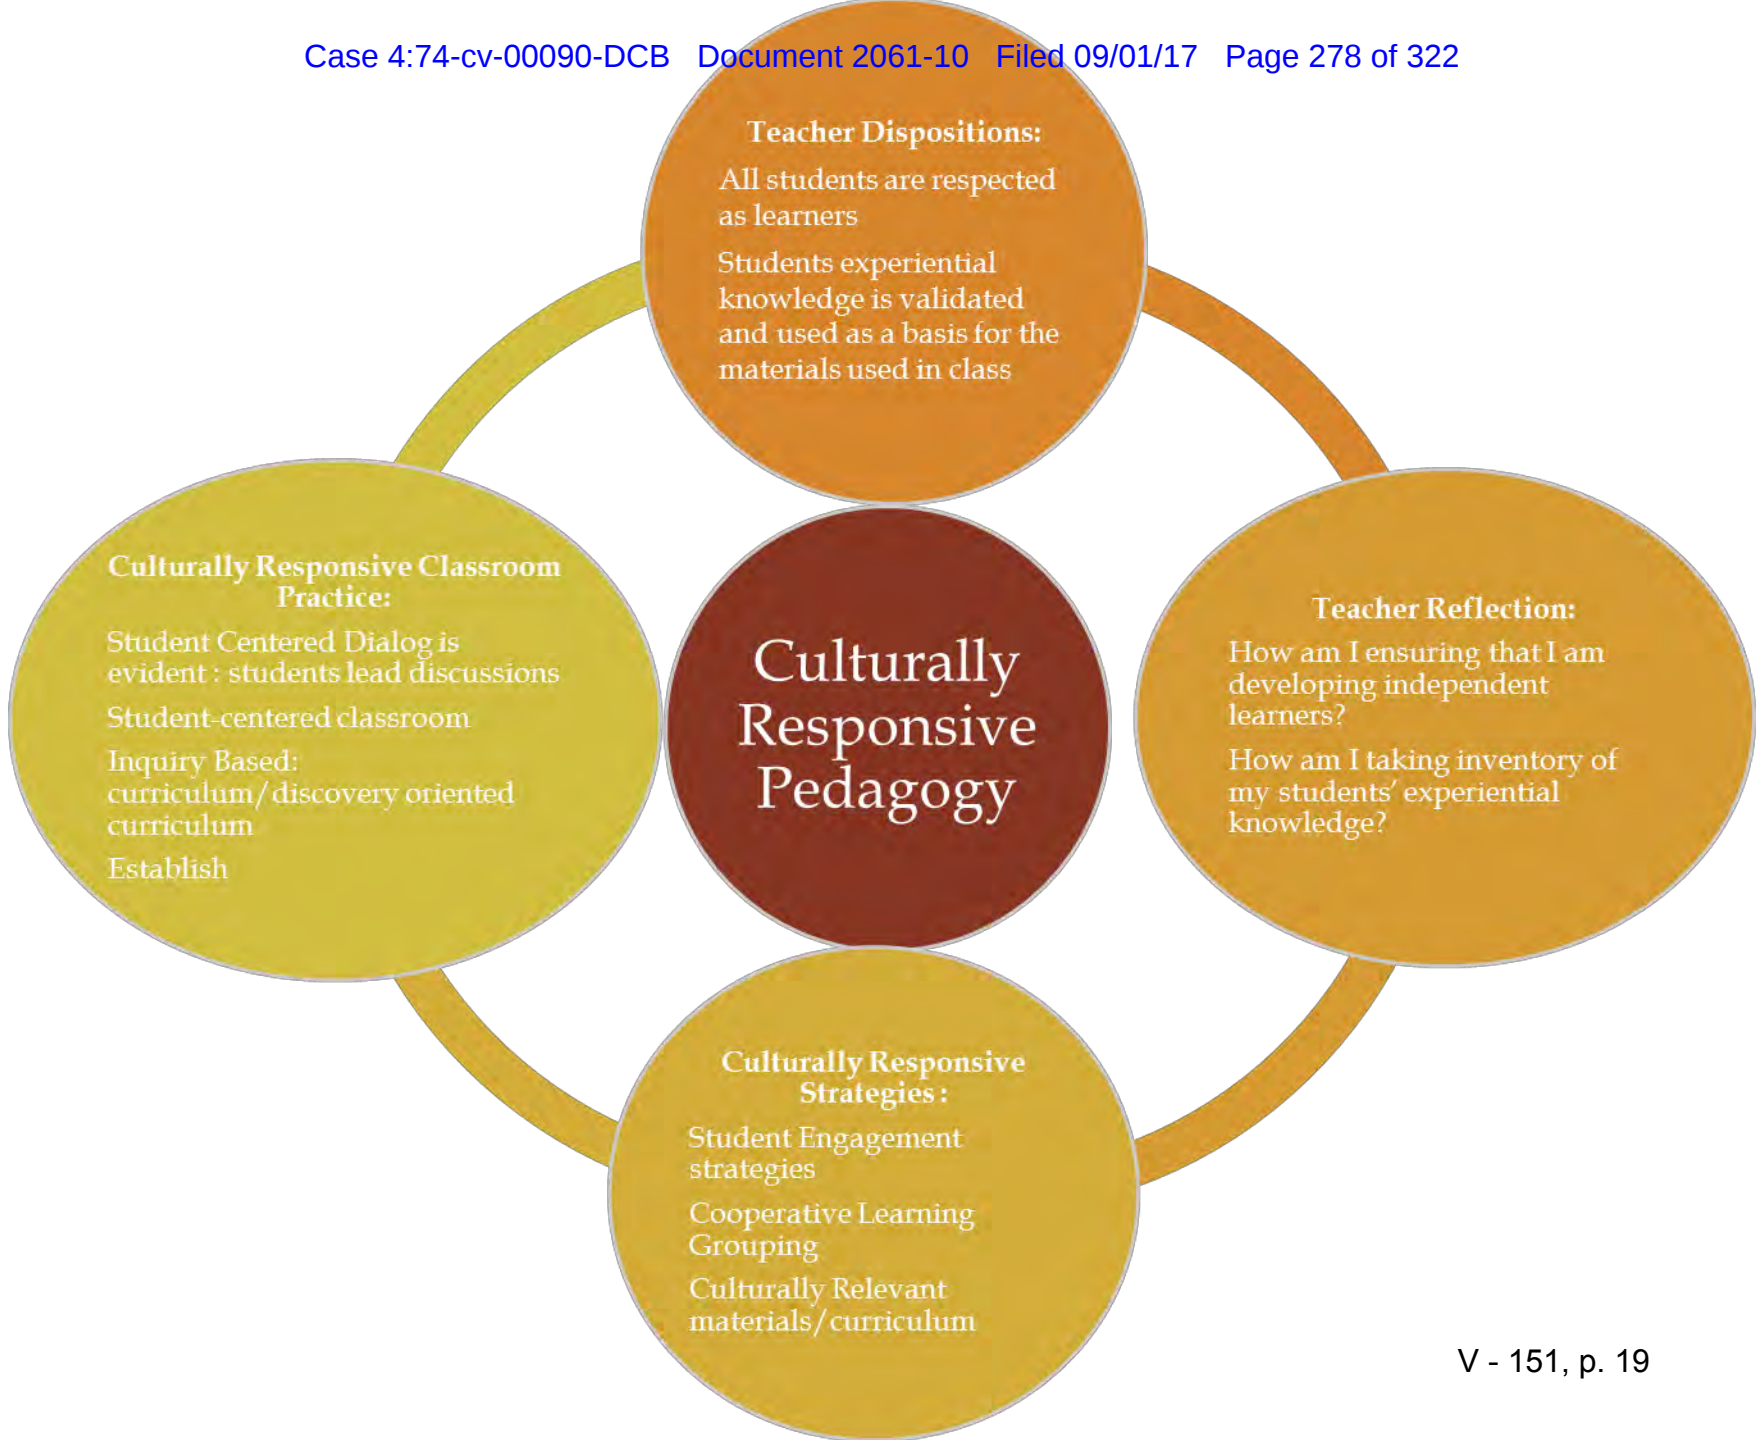 Case 4:74-cv-00090-DCB Document 2061-10 Filed 09/01/17 Page 278 of 322
Teacher Dispositions:
All students are respected
as learners
Students experiential
knowledge is validated
and used as a basis for the
materials used in class
Culturally Responsive Classroom
Practice:
Student Centered Dialog is
evident : students lead discussions
Student-centered classroom
Inquiry Based:
curriculum/discovery oriented
curriculum
Establish
Culturally
Responsive
Pedagogy
Teacher Reflection:
How am I ensuring that I am
developing independent
learners?
How am I taking inventory of
my students’ experiential
knowledge?
Culturally Responsive
Strategies :
Student Engagement
strategies
Cooperative Learning
Grouping
Culturally Relevant
materials/curriculum
V - 151, p. 19